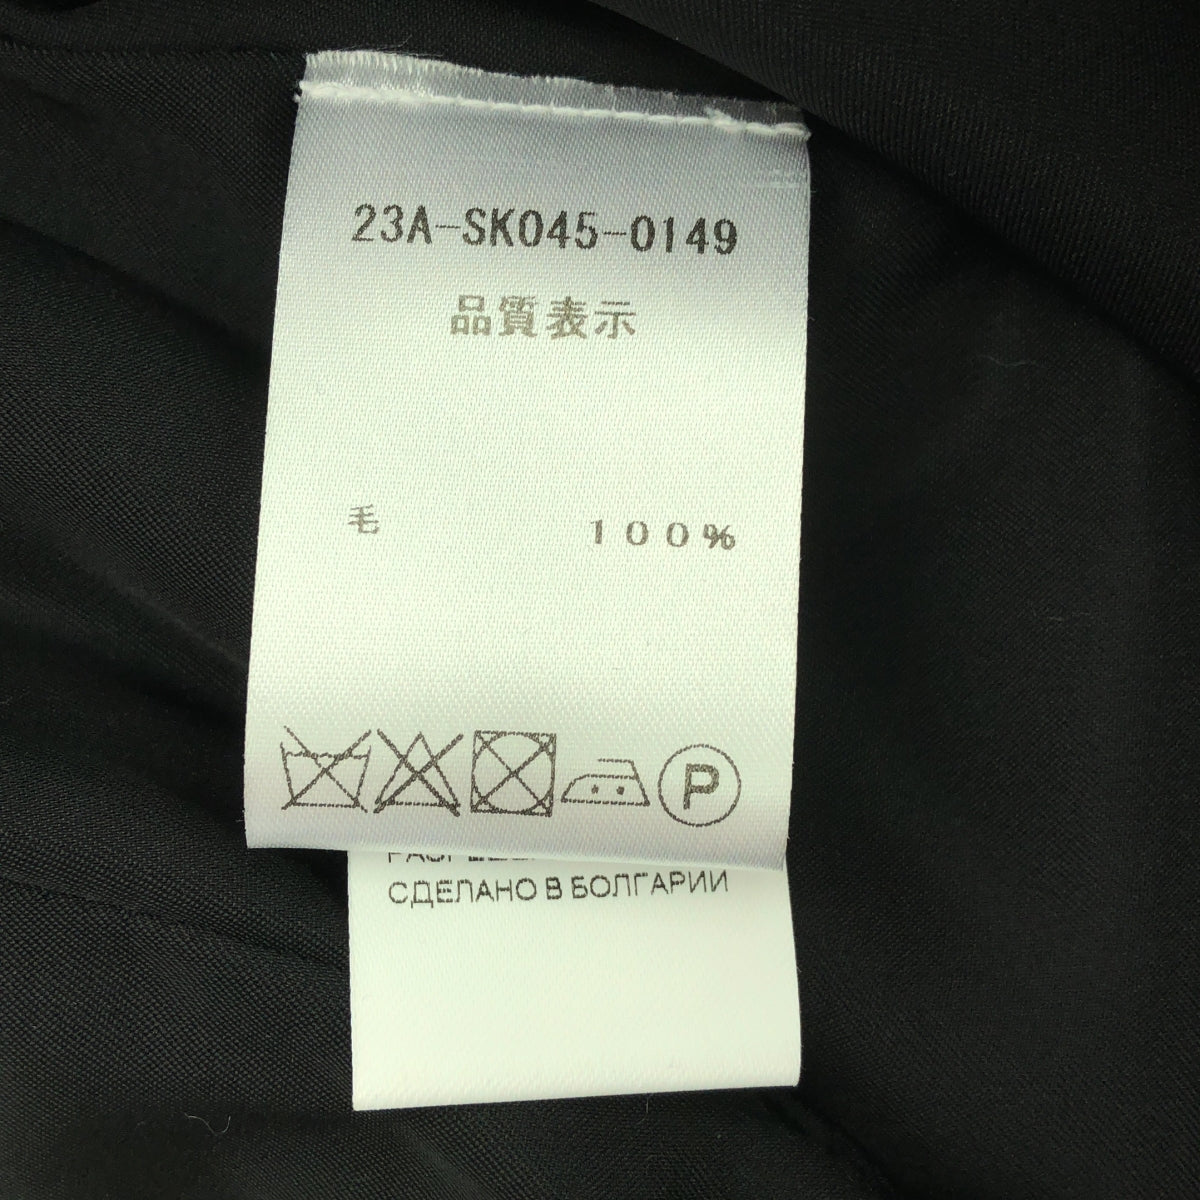 23A-SK045-0149
品質表示
毛 100%
P
СДЕЛАНО В БОЛГАРИИ